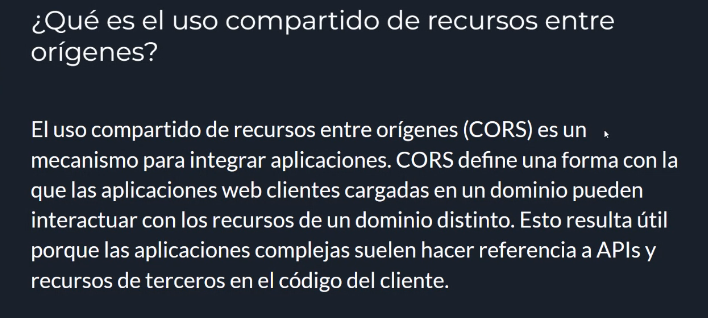 ¿Qué es el uso compartido de recursos entre
orígenes?
El uso compartido de recursos entre orígenes (CORS) es un
mecanismo para integrar aplicaciones. CORS define una forma con la
que las aplicaciones web clientes cargadas en un dominio pueden
interactuar con los recursos de un dominio distinto. Esto resulta útil
porque las aplicaciones complejas suelen hacer referencia a APIs y
recursos de terceros en el código del cliente.